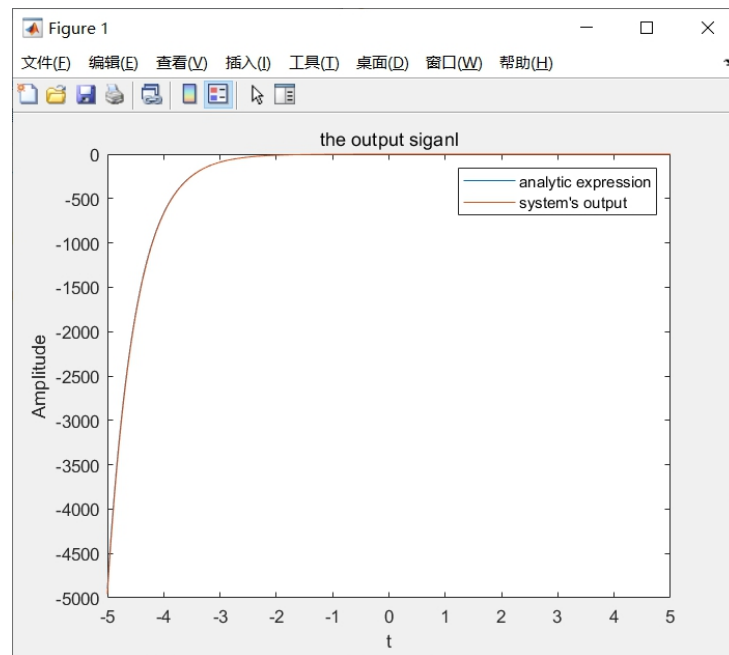 Figure 1
文件(F) 编辑(E) 查看(V) 插入(I) 工具(T) 桌面(D) 窗口(W) 帮助(H)
the output siganl
analytic expression
system's output
0
-500
-1000
-1500
-2000
-2500
-3000
-3500
-4000
-4500
-5000
Amplitude
-5 -4 -3 -2 -1 0 1 2 3 4 5
t